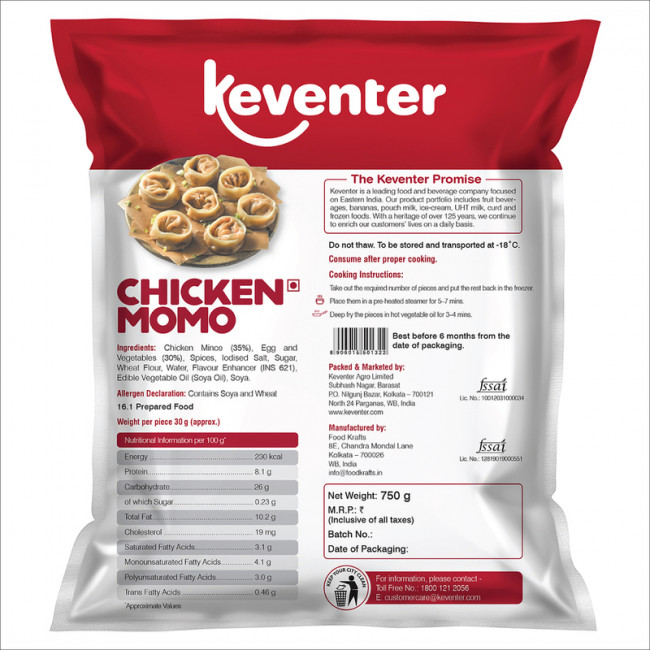 keventer
The Keventer Promise
Keventer is a leading food and beverage company focused
on Eastern India. Our product portfolio includes fruit bever-
ages, bananas, pouch milk, ice-cream, UHT milk, curd and
frozen foods. With a heritage of over 125 years, we continue
to enrich our customers' lives on a daily basis.
Do not thaw. To be stored and transported at -18˚C.
Consume after proper cooking.
Cooking Instructions:
Take out the required number of pieces and put the rest back in the freezer.
Place them in a pre-heated steamer for 5–7 mins.
Deep fry the pieces in hot vegetable oil for 3–4 mins.
CHICKEN
MOMO
Ingredients: Chicken Mince (35%), Egg and
Vegetables (30%), Spices, Iodised Salt, Sugar,
Wheat Flour, Water, Flavour Enhancer (INS 621),
Edible Vegetable Oil (Soya Oil), Soya.
Allergen Declaration: Contains Soya and Wheat
16.1 Prepared Food
Weight per piece 30 g (approx.)
Nutritional Information per 100 g*
Energy 230 kcal
Protein 8.1 g
Carbohydrate 26 g
of which Sugar 0.23 g
Total Fat 10.2 g
Cholesterol 19 mg
Saturated Fatty Acids 3.1 g
Monounsaturated Fatty Acids 4.1 g
Polyunsaturated Fatty Acids 3.0 g
Trans Fatty Acids 0.46 g
*Approximate Values
8 906015 601322
Best before 6 months from the
date of packaging.
Packed & Marketed by:
Keventer Agro Limited
Subhash Nagar, Barasat
P.O. Nilgunj Bazar, Kolkata – 700121
North 24 Parganas, WB, India
www.keventer.com
fssai
Lic. No.: 10012031000034
Manufactured by:
Food Krafts
8E, Chandra Mondal Lane
Kolkata – 700026
WB, India
info@foodkrafts.in
fssai
Lic. No.: 12819019000551
Net Weight: 750 g
M.R.P.: ₹
(Inclusive of all taxes)
Batch No.:
Date of Packaging:
KEEP YOUR CITY CLEAN
For information, please contact -
Toll Free No.: 1800 121 2056
E: customercare@keventer.com